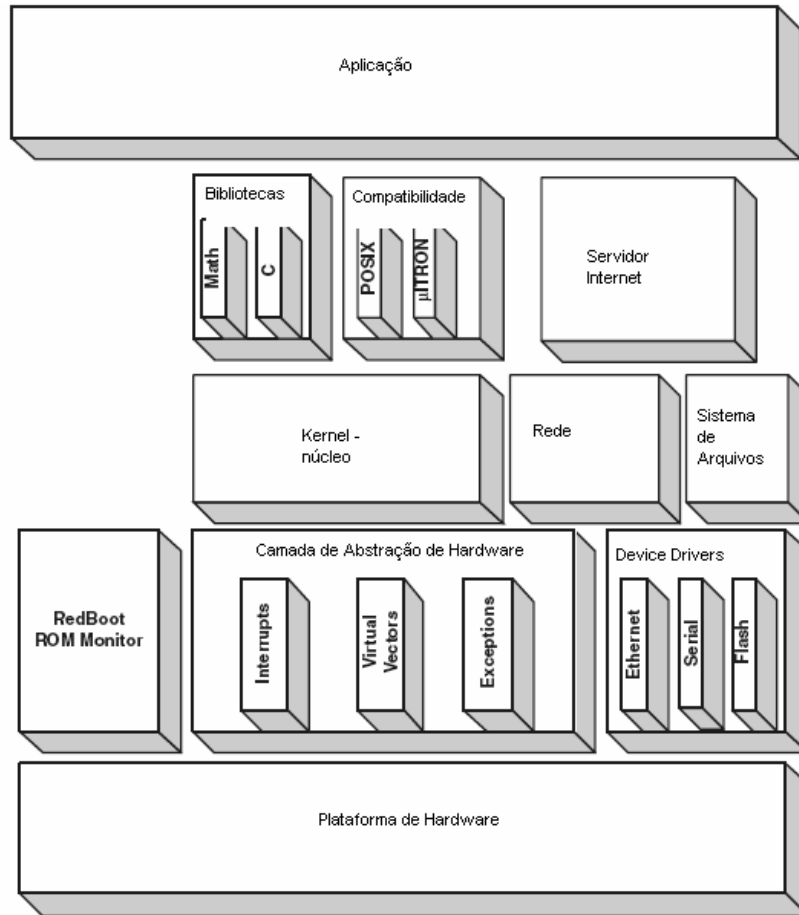 Aplicação
Bibliotecas
Math
C
Compatibilidade
POSIX
µITRON
Servidor
Internet
Kernel -
núcleo
Rede
Sistema
de
Arquivos
RedBoot
ROM Monitor
Camada de Abstração de Hardware
Interrupts
Virtual
Vectors
Exceptions
Device Drivers
Ethernet
Serial
Flash
Plataforma de Hardware